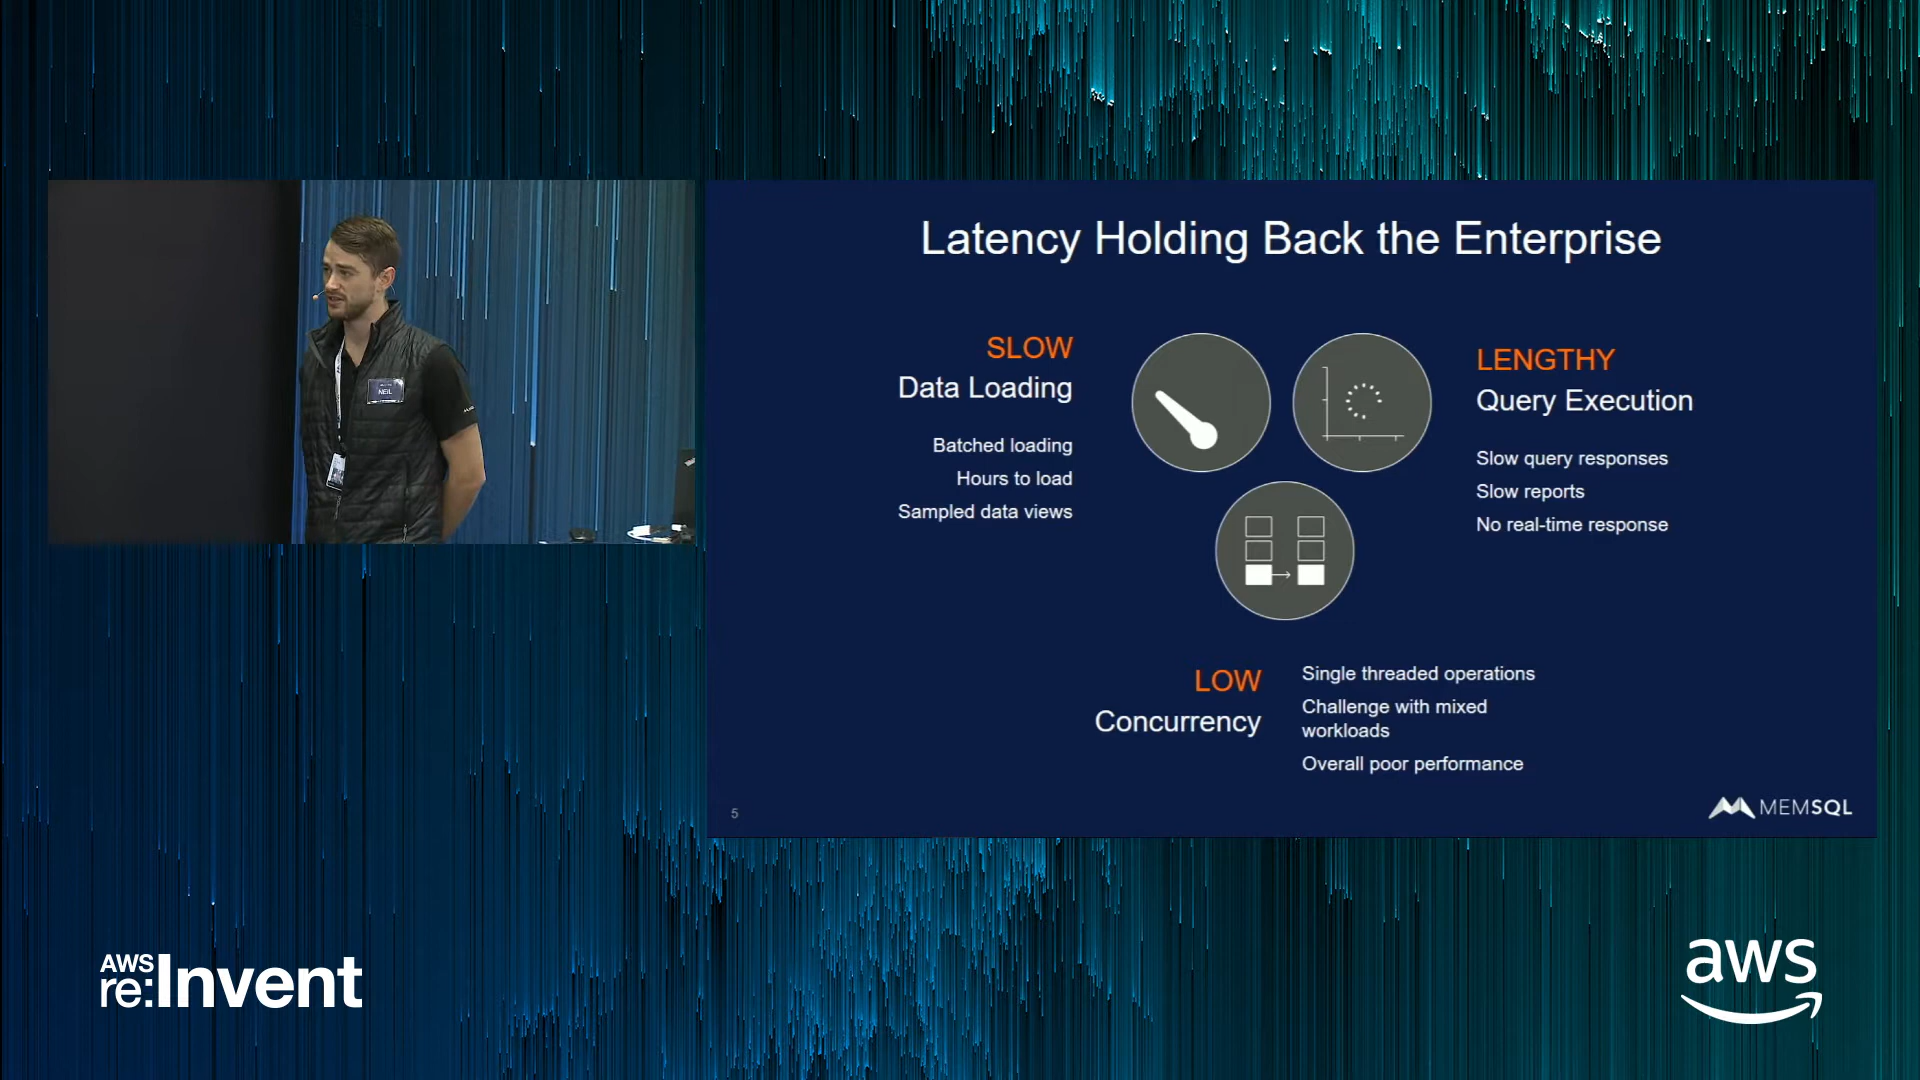 Latency Holding Back the Enterprise
SLOW
Data Loading
Batched loading
Hours to load
Sampled data views
LENGTHY
Query Execution
Slow query responses
Slow reports
No real-time response
LOW
Concurrency
Single threaded operations
Challenge with mixed
workloads
Overall poor performance
5
MEMSQL
NEIL
AWS
re:Invent
aws